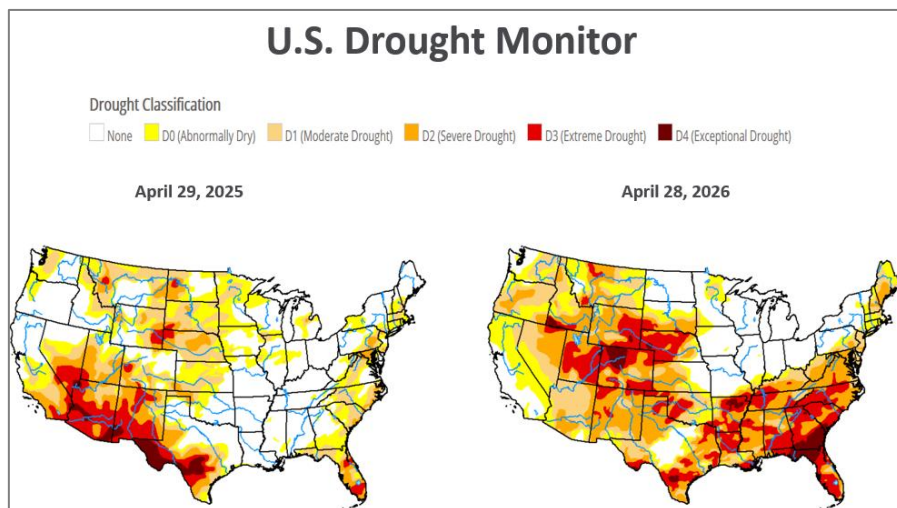 U.S. Drought Monitor
Drought Classification
None D0 (Abnormally Dry) D1 (Moderate Drought) D2 (Severe Drought) D3 (Extreme Drought) D4 (Exceptional Drought)
April 29, 2025 April 28, 2026